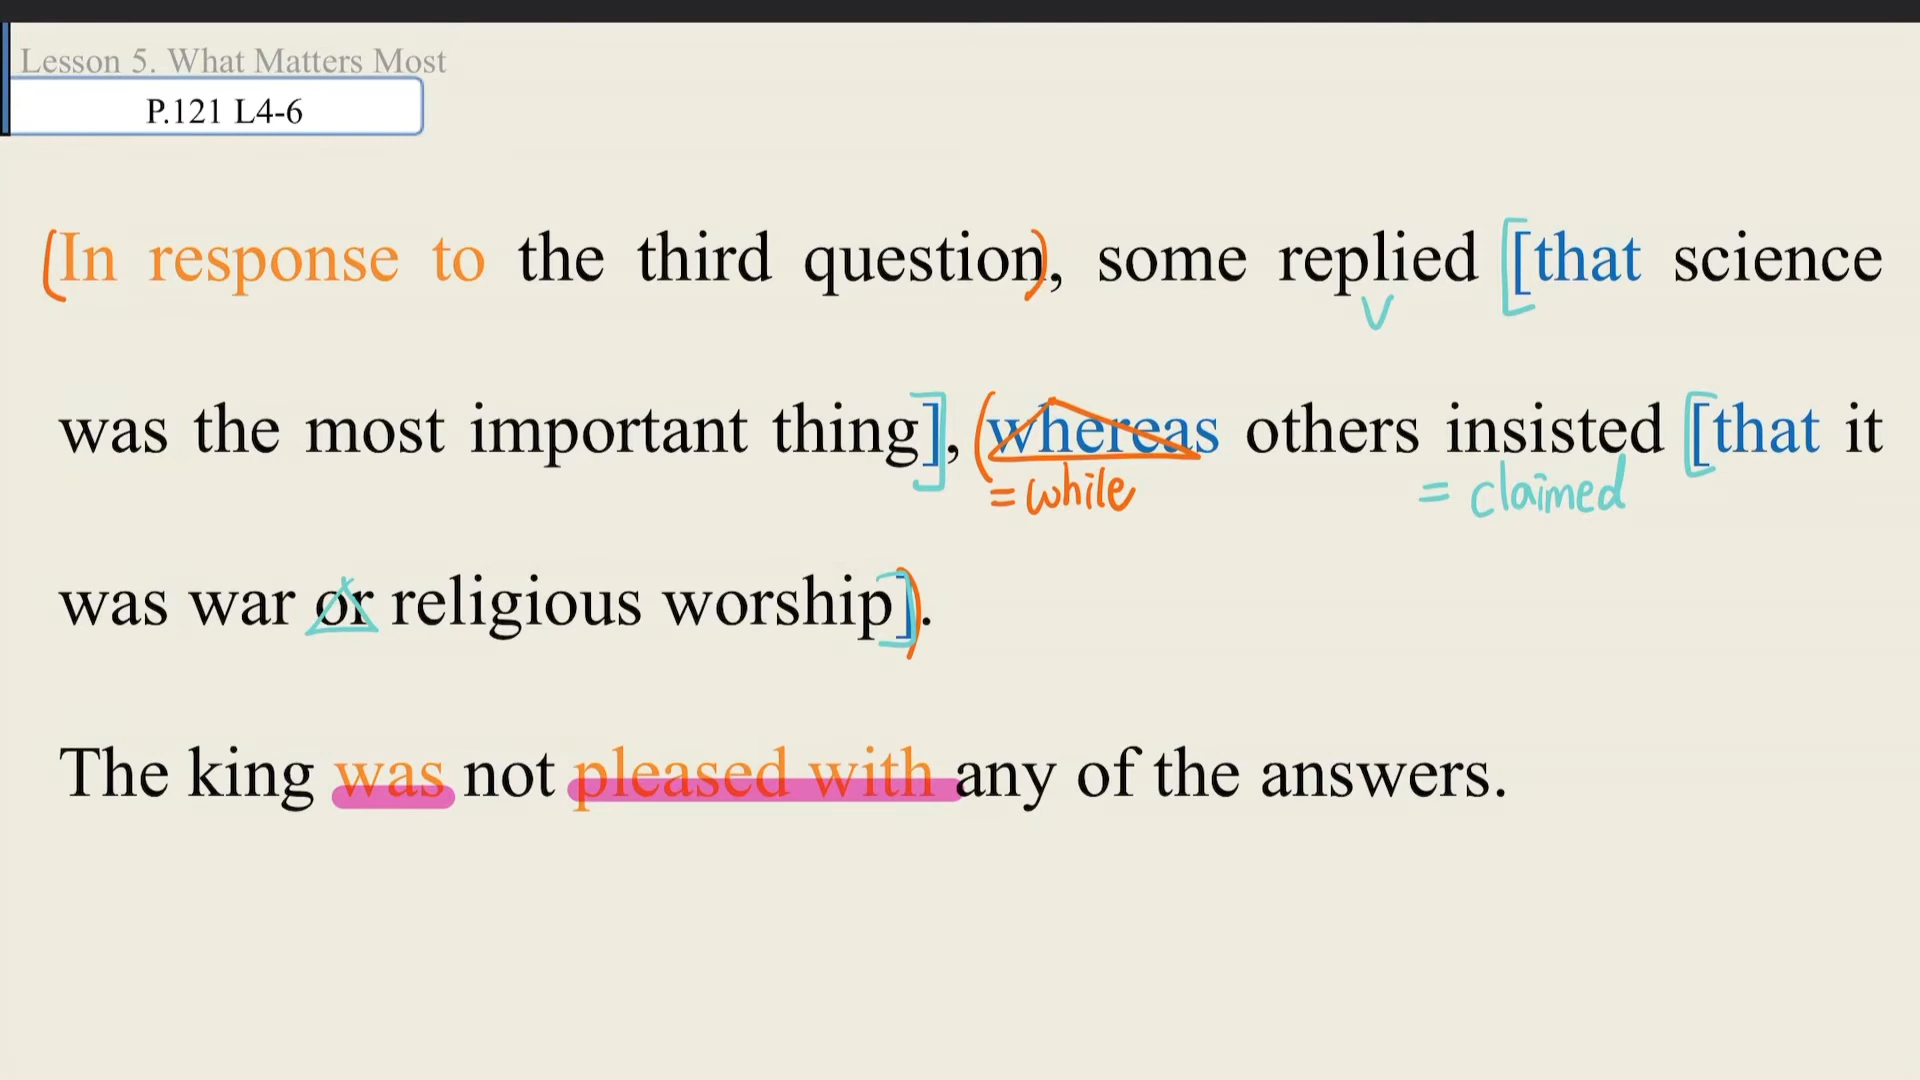 Lesson 5. What Matters Most
P.121 L4-6
(In response to the third question), some replied [that science
V
was the most important thing], (whereas others insisted [that it
= while = claimed
was war or religious worship]).
The king was not pleased with any of the answers.